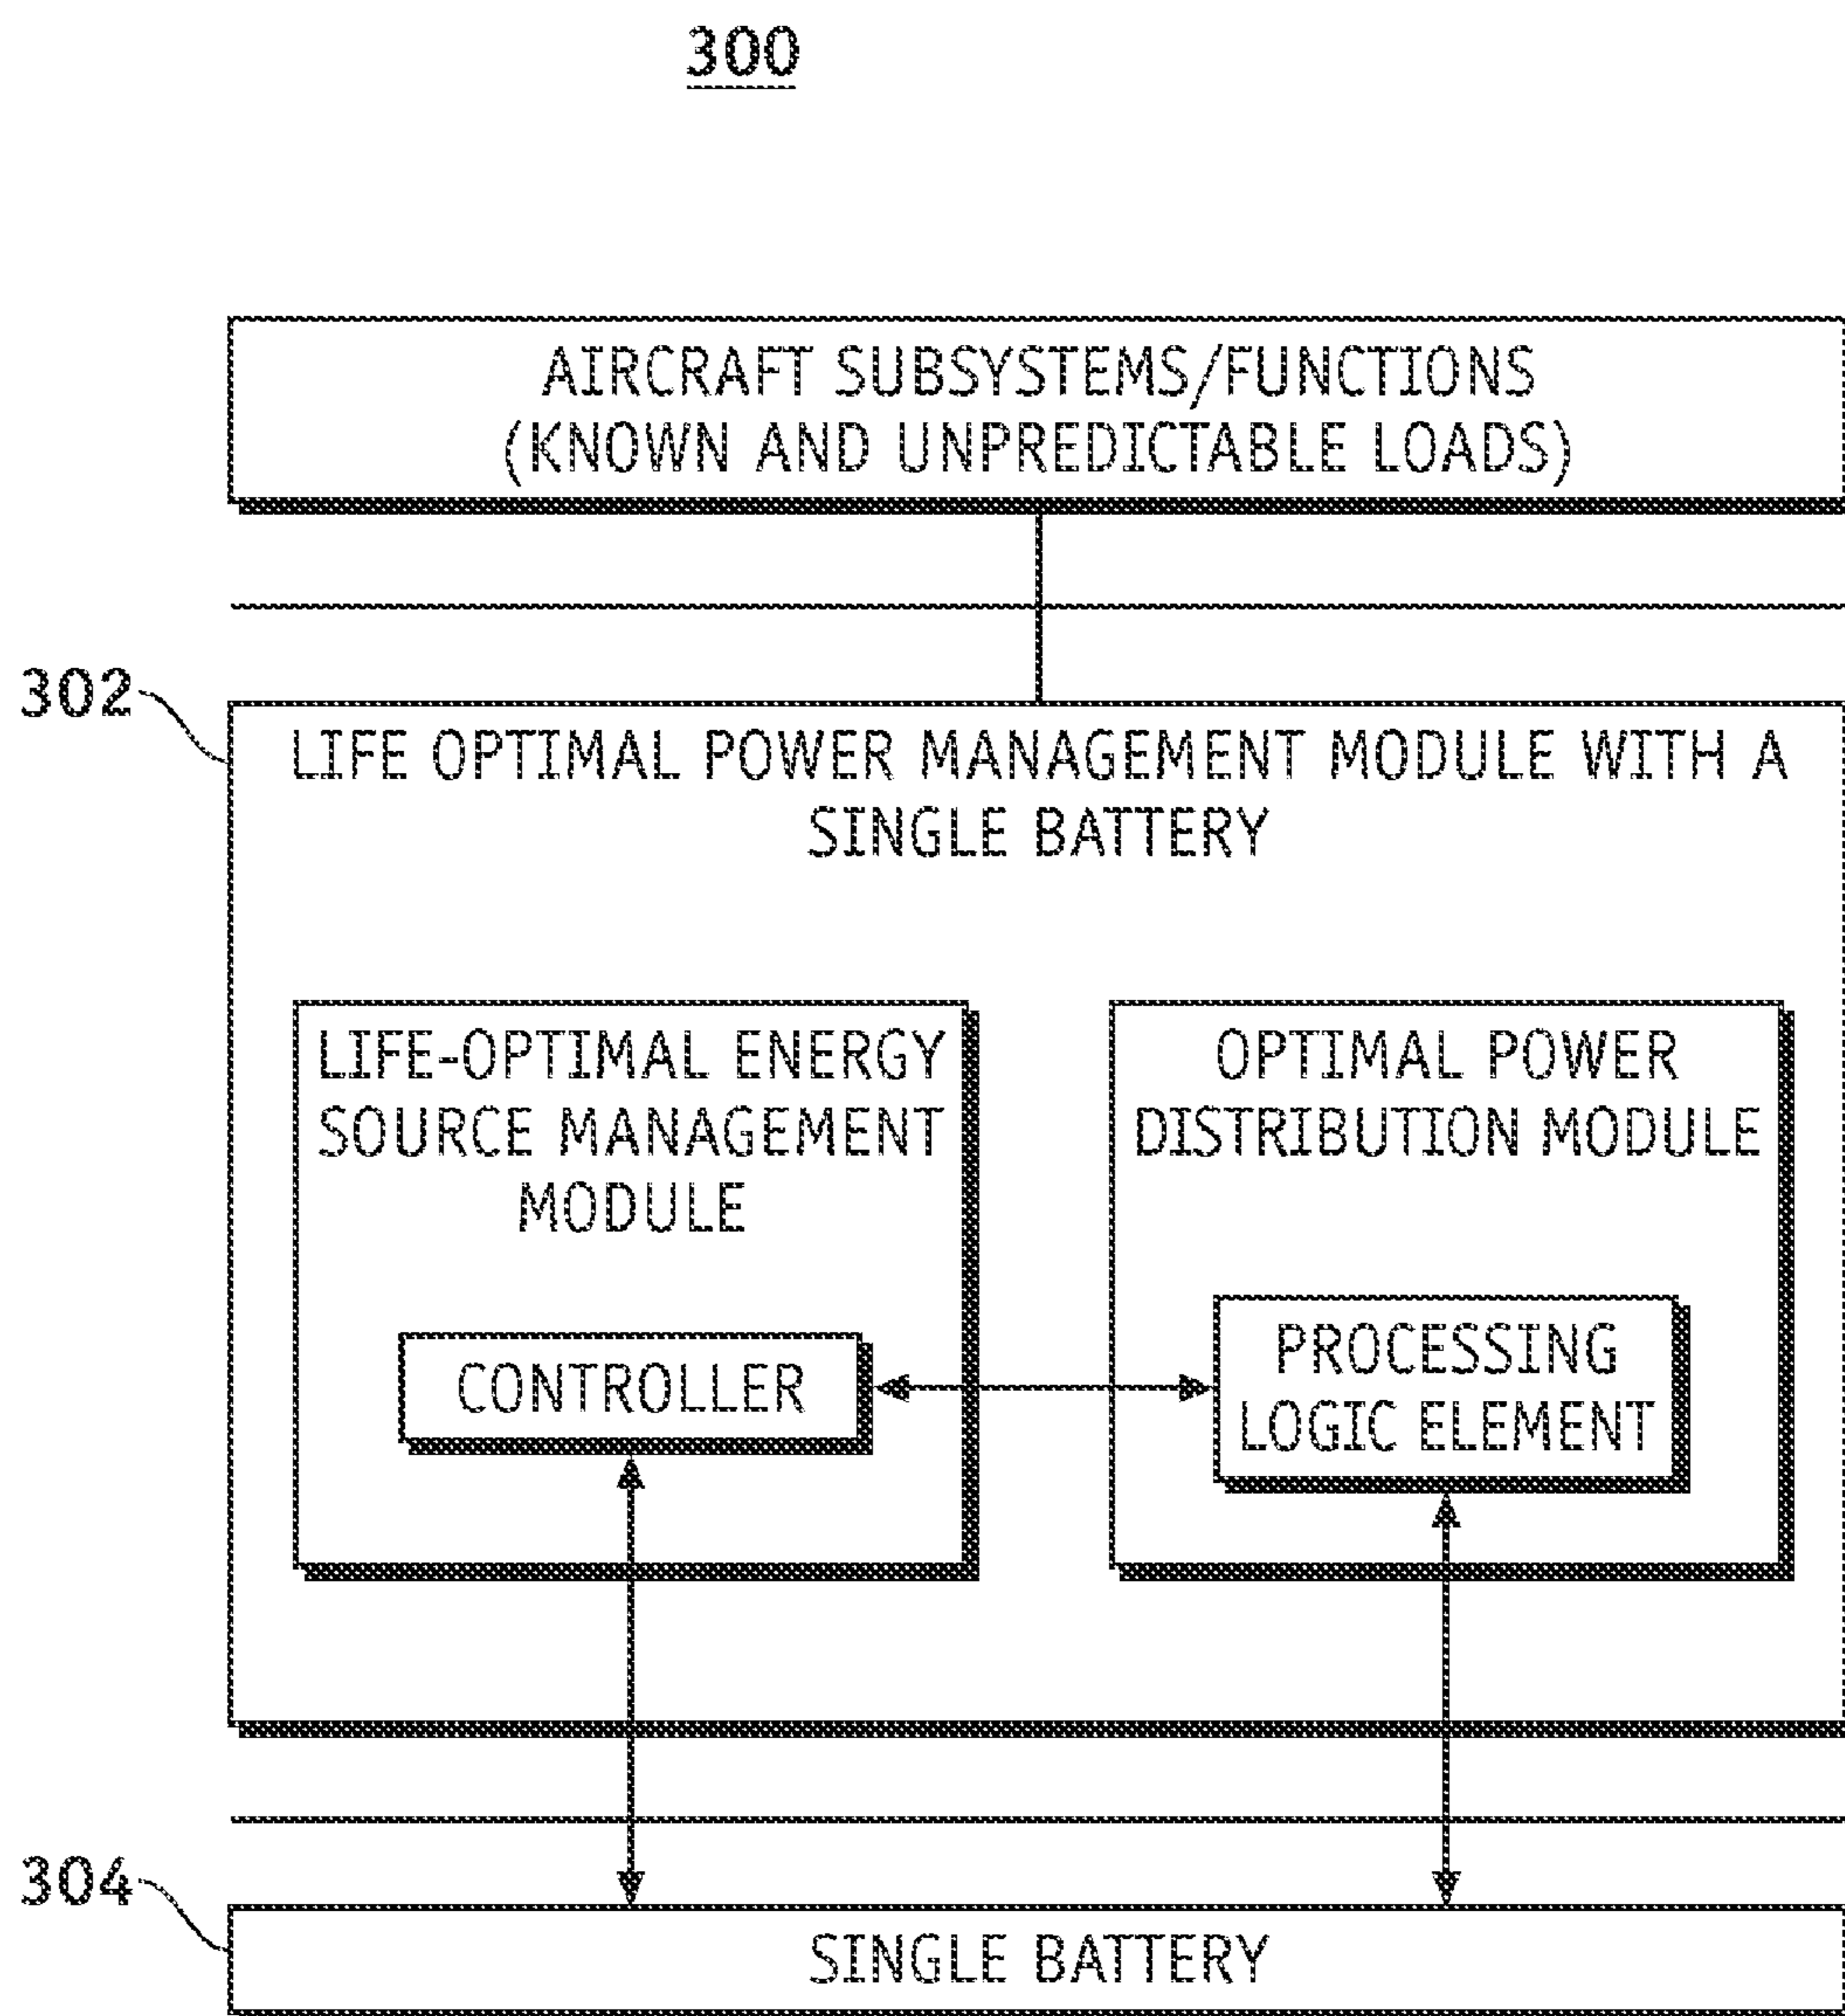 300
AIRCRAFT SUBSYSTEMS/FUNCTIONS
(KNOWN AND UNPREDICTABLE LOADS)
302
LIFE OPTIMAL POWER MANAGEMENT MODULE WITH A
SINGLE BATTERY
LIFE-OPTIMAL ENERGY
SOURCE MANAGEMENT
MODULE
CONTROLLER
OPTIMAL POWER
DISTRIBUTION MODULE
PROCESSING
LOGIC ELEMENT
304
SINGLE BATTERY